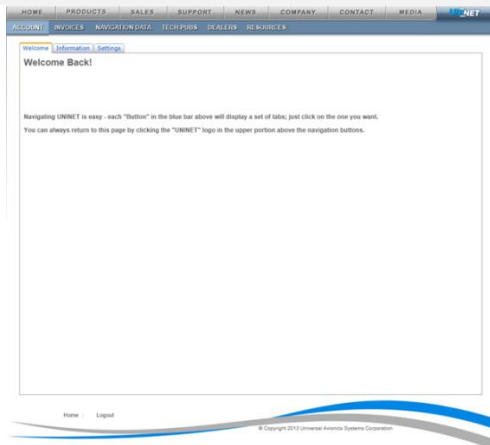 HOME PRODUCTS SALES SUPPORT NEWS COMPANY CONTACT MEDIA UNINET
ACCOUNT INVOICES NAVIGATION DATA TECH PUBS DEALERS RESOURCES
Welcome Information Settings
Welcome Back!
Navigating UNINET is easy - each "Button" in the blue bar above will display a set of tabs; just click on the one you want.
You can always return to this page by clicking the "UNINET" logo in the upper portion above the navigation buttons.
Home : Logout
© Copyright 2013 Universal Avionics Systems Corporation